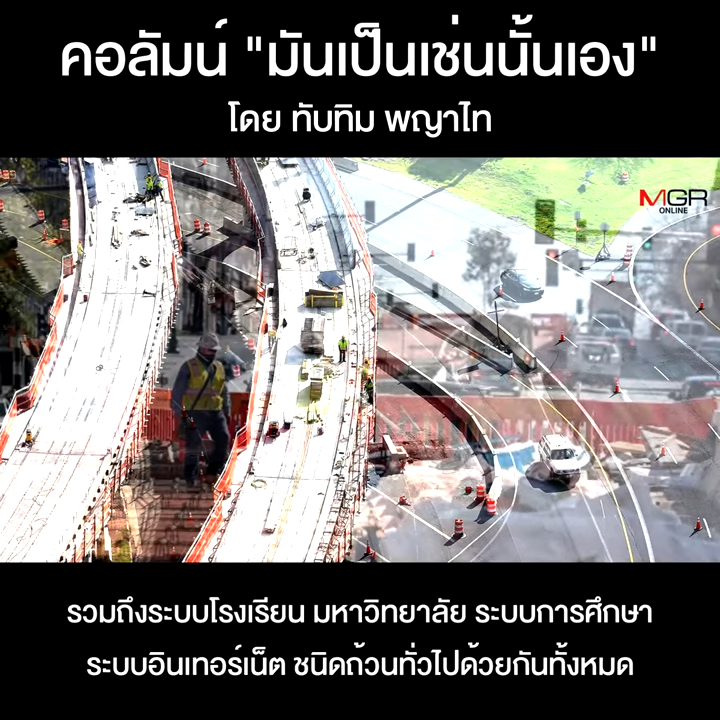 คอลัมน์ "มันเป็นเช่นนั้นเอง"
โดย ทับทิม พญาไท
MGR
ONLINE
รวมถึงระบบโรงเรียน มหาวิทยาลัย ระบบการศึกษา
ระบบอินเทอร์เน็ต ชนิดถ้วนทั่วไปด้วยกันทั้งหมด